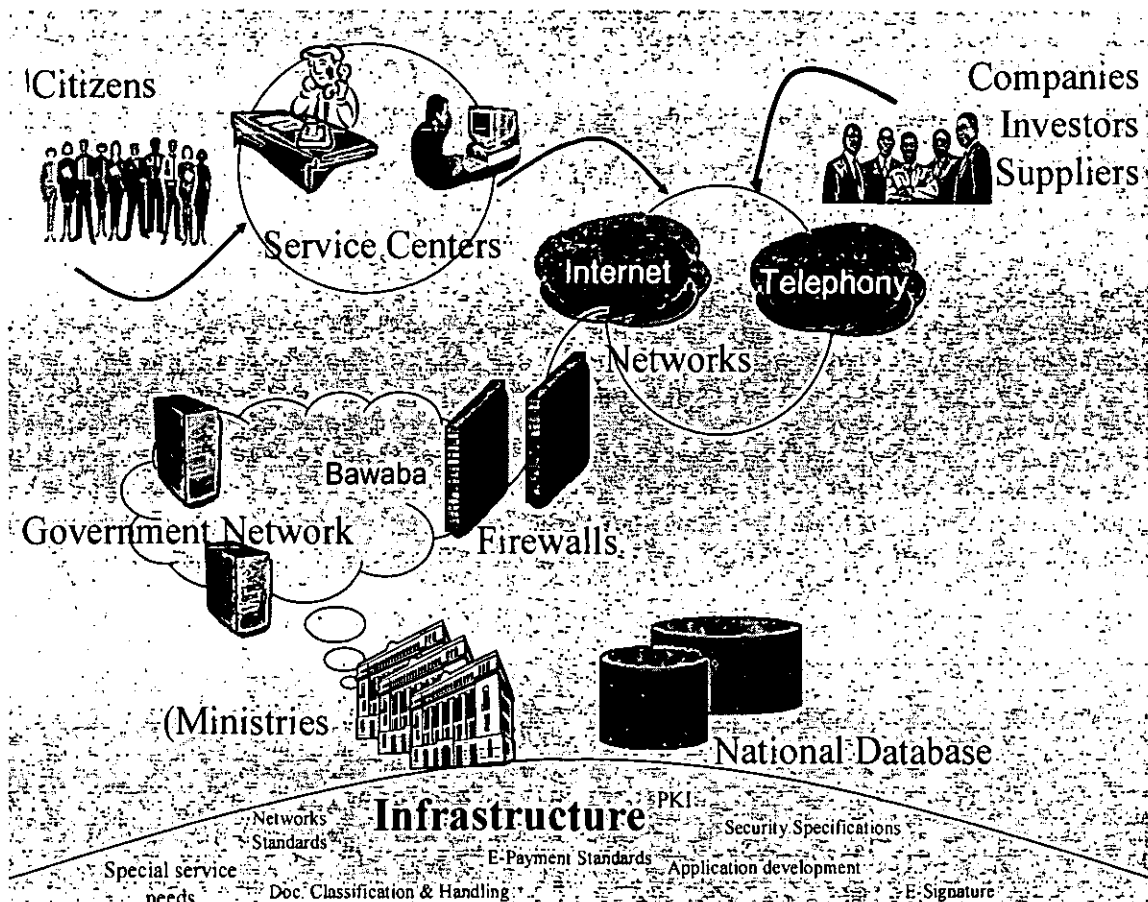 Citizens
Companies
Investors
Suppliers
Service Centers
Internet
Telephony
Networks
Bawaba
Government Network
Firewalls
(Ministries
National Database
Infrastructure
PKI
Networks
Standards
Security Specifications
E-Payment Standards
Application development
Special service
needs
Doc. Classification & Handling
E-Signature